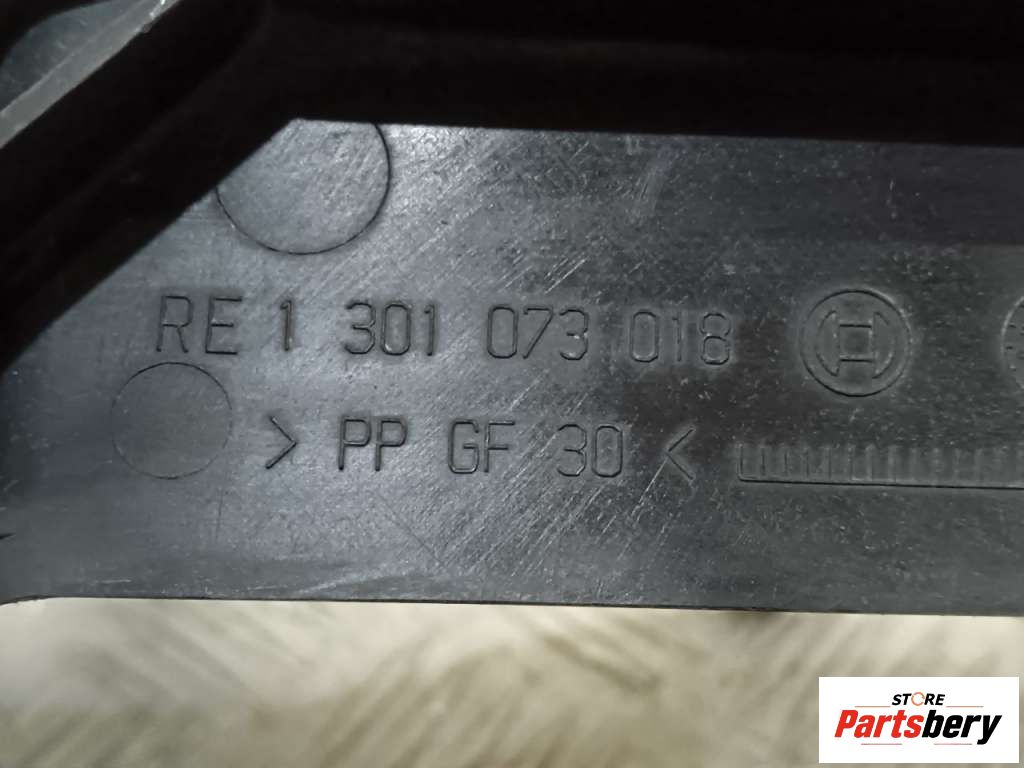 RE 1 301 073 018
> PP GF 30 <
STORE
Partsbery